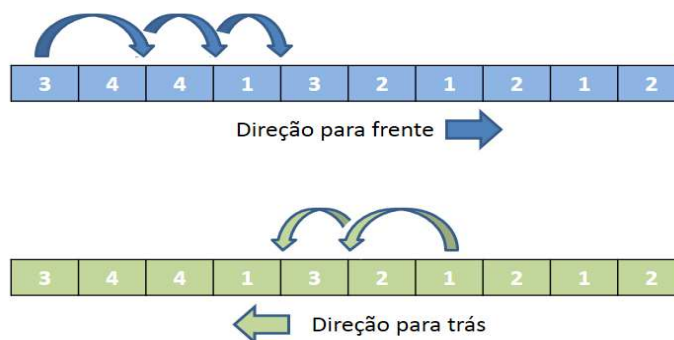 3 4 4 1 3 2 1 2 1 2
Direção para frente
3 4 4 1 3 2 1 2 1 2
Direção para trás